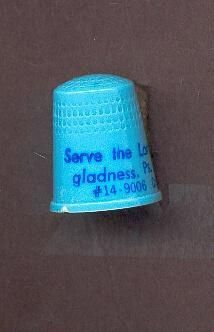 Serve the Lo
gladness. Ps.
#14-9006